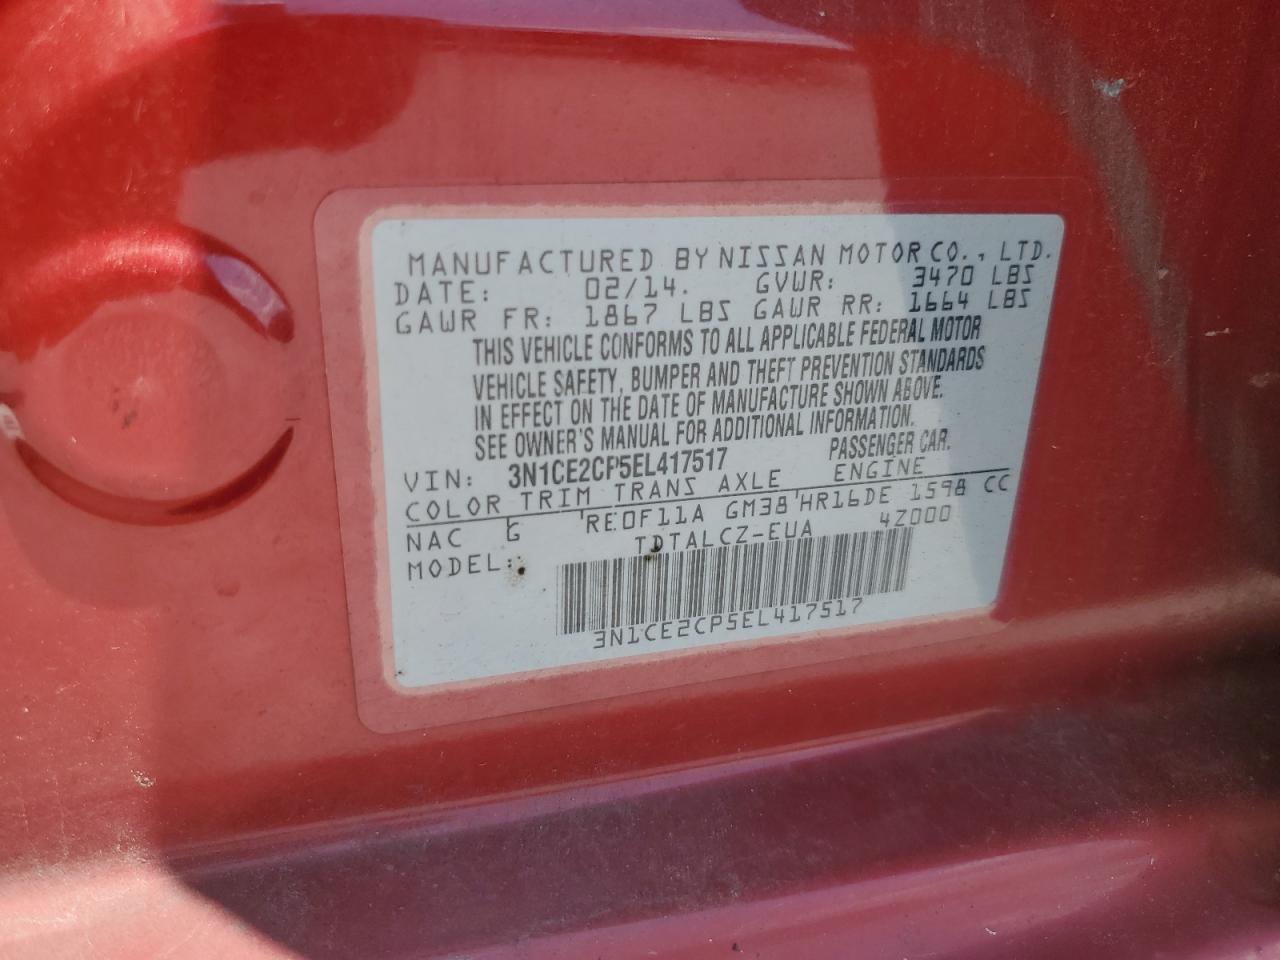 MANUFACTURED BY NISSAN MOTOR CO., LTD.
DATE: 02/14. GVWR: 3470 LBS
GAWR FR: 1867 LBS GAWR RR: 1664 LBS
THIS VEHICLE CONFORMS TO ALL APPLICABLE FEDERAL MOTOR
VEHICLE SAFETY, BUMPER AND THEFT PREVENTION STANDARDS
IN EFFECT ON THE DATE OF MANUFACTURE SHOWN ABOVE.
SEE OWNER'S MANUAL FOR ADDITIONAL INFORMATION.
VIN: 3N1CE2CP5EL417517 PASSENGER CAR.
COLOR TRIM TRANS AXLE ENGINE
NAC G RE0F11A GM38 HR16DE 1598 CC
MODEL: TDTALCZ-EUA 4Z000
3N1CE2CP5EL417517